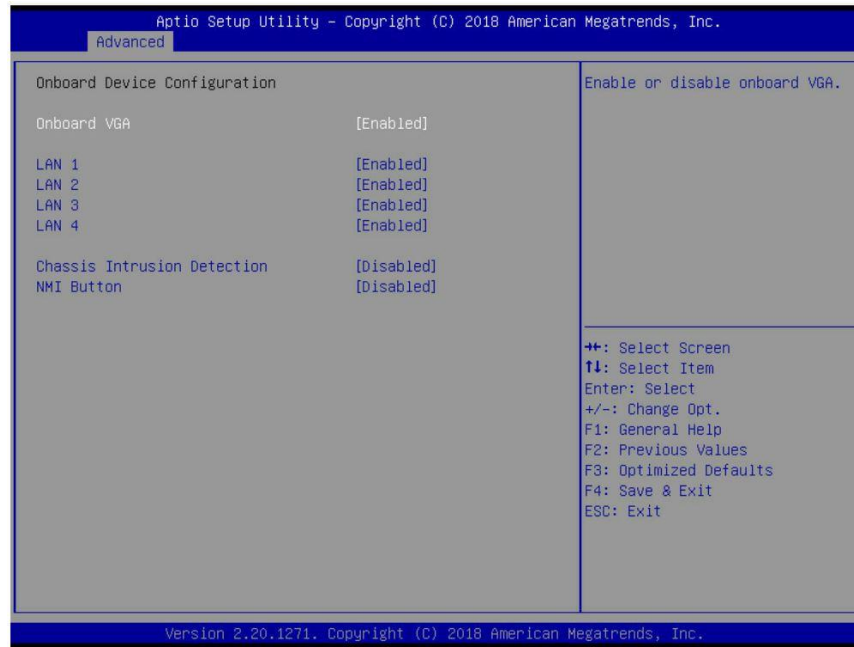 Aptio Setup Utility – Copyright (C) 2018 American Megatrends, Inc.
Advanced
Onboard Device Configuration
Onboard VGA [Enabled]
LAN 1 [Enabled]
LAN 2 [Enabled]
LAN 3 [Enabled]
LAN 4 [Enabled]
Chassis Intrusion Detection [Disabled]
NMI Button [Disabled]
Enable or disable onboard VGA.
→←: Select Screen
↑↓: Select Item
Enter: Select
+/-: Change Opt.
F1: General Help
F2: Previous Values
F3: Optimized Defaults
F4: Save & Exit
ESC: Exit
Version 2.20.1271. Copyright (C) 2018 American Megatrends, Inc.